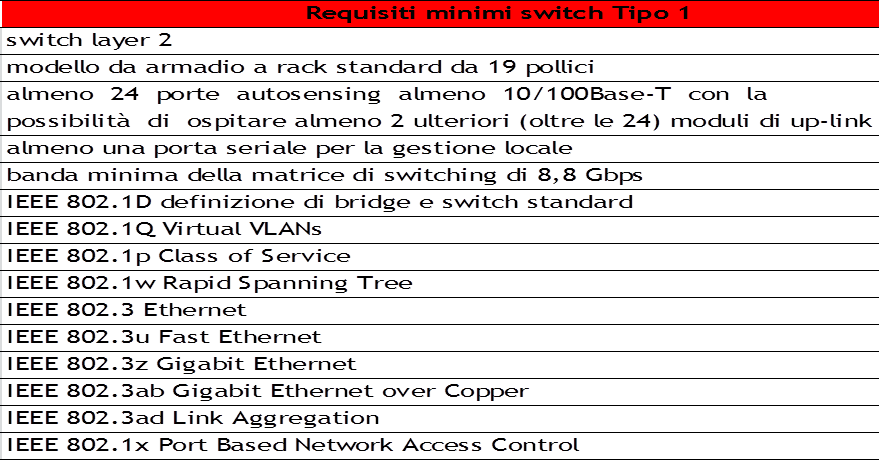 Requisiti minimi switch Tipo 1
switch layer 2
modello da armadio a rack standard da 19 pollici
almeno 24 porte autosensing almeno 10/100Base-T con la
possibilità di ospitare almeno 2 ulteriori (oltre le 24) moduli di up-link
almeno una porta seriale per la gestione locale
banda minima della matrice di switching di 8,8 Gbps
IEEE 802.1D definizione di bridge e switch standard
IEEE 802.1Q Virtual VLANs
IEEE 802.1p Class of Service
IEEE 802.1w Rapid Spanning Tree
IEEE 802.3 Ethernet
IEEE 802.3u Fast Ethernet
IEEE 802.3z Gigabit Ethernet
IEEE 802.3ab Gigabit Ethernet over Copper
IEEE 802.3ad Link Aggregation
IEEE 802.1x Port Based Network Access Control